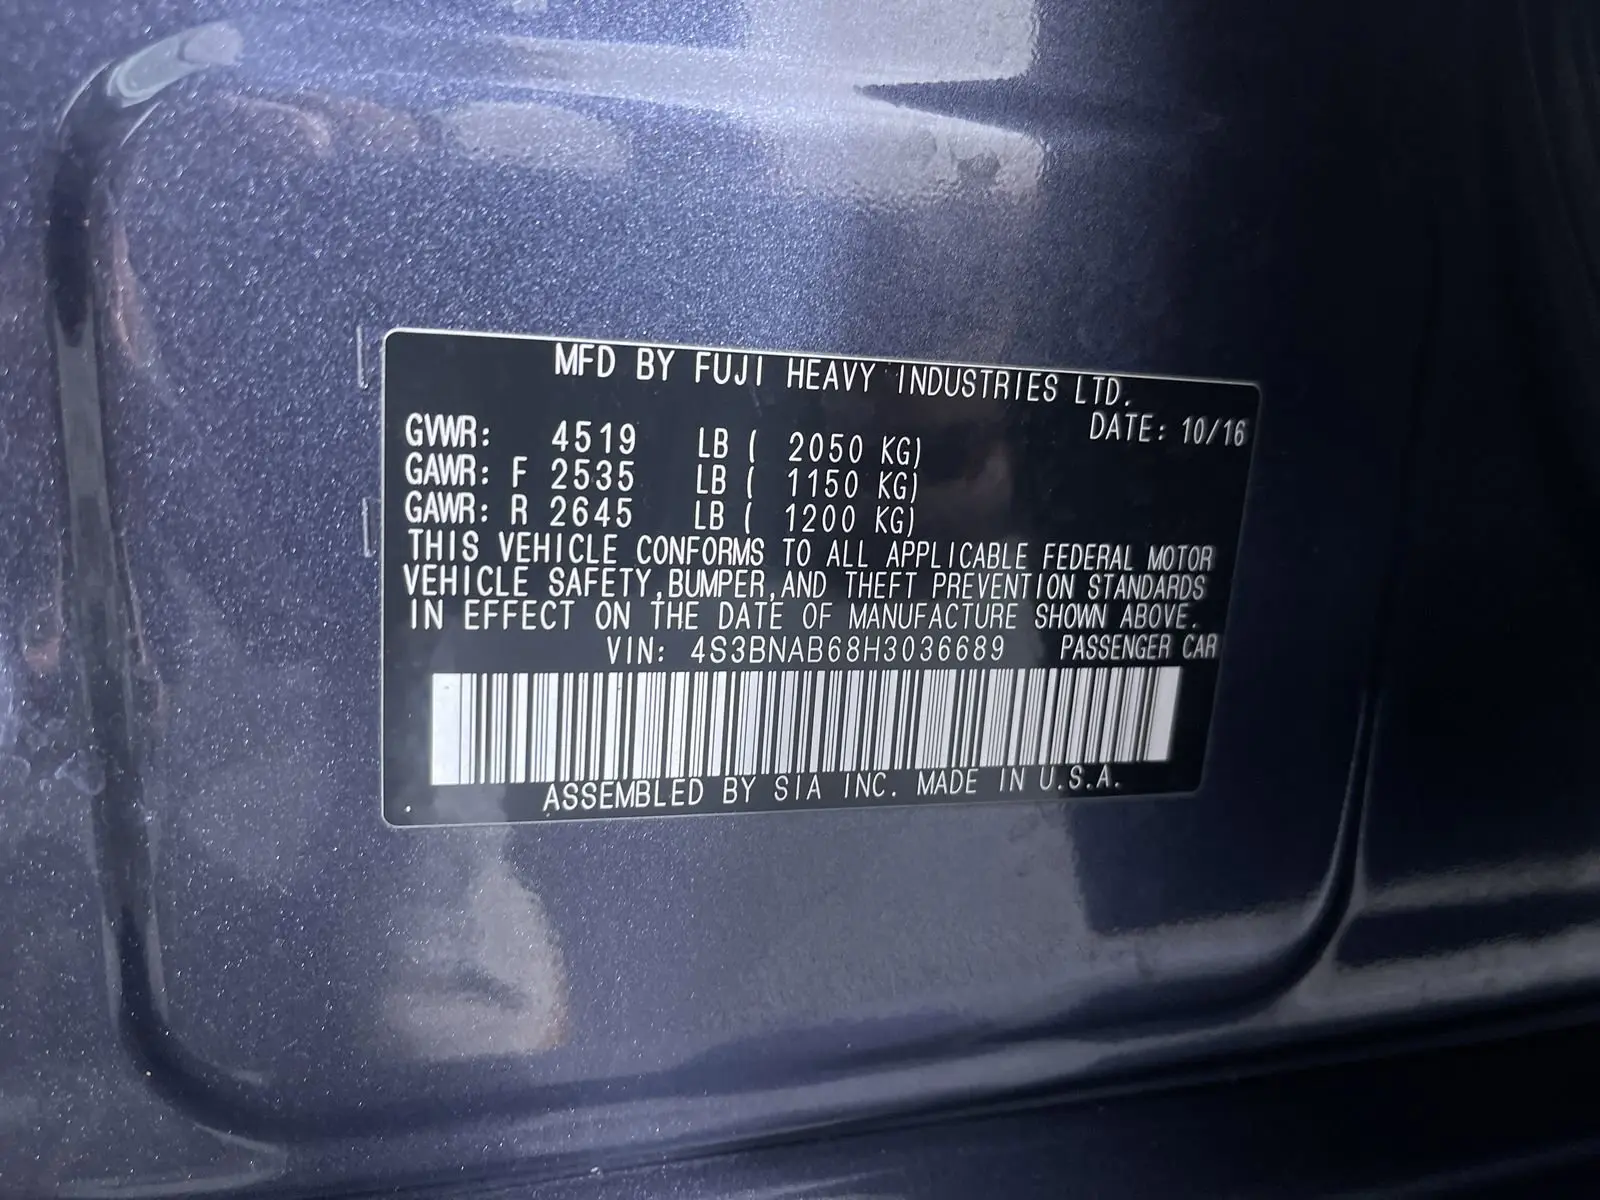 MFD BY FUJI HEAVY INDUSTRIES LTD.
DATE: 10/16
GVWR: 4519 LB ( 2050 KG)
GAWR: F 2535 LB ( 1150 KG)
GAWR: R 2645 LB ( 1200 KG)
THIS VEHICLE CONFORMS TO ALL APPLICABLE FEDERAL MOTOR
VEHICLE SAFETY,BUMPER,AND THEFT PREVENTION STANDARDS
IN EFFECT ON THE DATE OF MANUFACTURE SHOWN ABOVE.
VIN: 4S3BNAB68H3036689 PASSENGER CAR
ASSEMBLED BY SIA INC. MADE IN U.S.A.